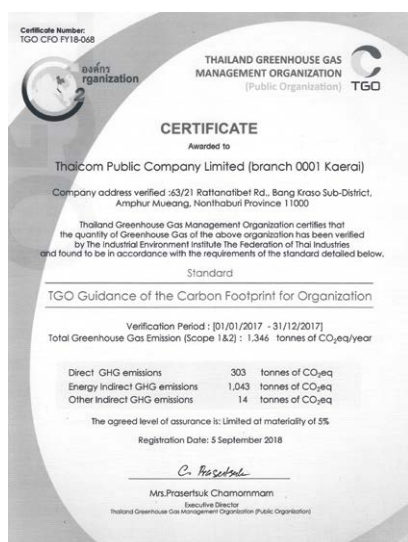 Certificate Number:
TGO CFO FY18-068
องค์กร
rganization
2
THAILAND GREENHOUSE GAS
MANAGEMENT ORGANIZATION
(Public Organization)
TGO
CERTIFICATE
Awarded to
Thaicom Public Company Limited (branch 0001 Kaerai)
Company address verified :63/21 Rattanatibet Rd., Bang Kraso Sub-District,
Amphur Mueang, Nonthaburi Province 11000
Thailand Greenhouse Gas Management Organization certifies that
the quantity of Greenhouse Gas of the above organization has been verified
by The Industrial Environment Institute The Federation of Thai Industries
and found to be in accordance with the requirements of the standard detailed below.
Standard
TGO Guidance of the Carbon Footprint for Organization
Verification Period : [01/01/2017 - 31/12/2017]
Total Greenhouse Gas Emission (Scope 1&2) : 1,346 tonnes of CO₂eq/year
Direct GHG emissions 303 tonnes of CO₂eq
Energy Indirect GHG emissions 1,043 tonnes of CO₂eq
Other Indirect GHG emissions 14 tonnes of CO₂eq
The agreed level of assurance is: Limited at materiality of 5%
Registration Date: 5 September 2018
C. Prasertsuk
Mrs.Prasertsuk Chamornmarn
Executive Director
Thailand Greenhouse Gas Management Organization (Public Organization)